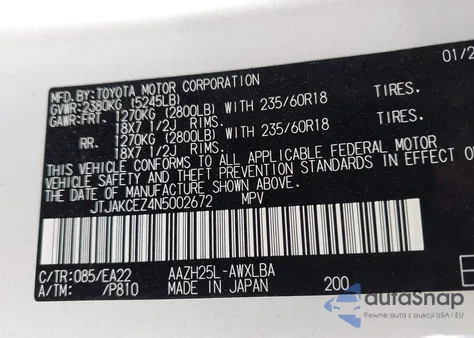 MFD.BY:TOYOTA MOTOR CORPORATION 01/2
GVWR:2380KG (5245LB)
GAWR:FRT. 1270KG (2800LB) WITH 235/60R18 TIRES.
18X7 1/2J RIMS.
RR. 1270KG (2800LB) WITH 235/60R18 TIRES.
18X7 1/2J RIMS.
THIS VEHICLE CONFORMS TO ALL APPLICABLE FEDERAL MOTOR
VEHICLE SAFETY AND THEFT PREVENTION STANDARDS IN EFFECT O
THE DATE OF MANUFACTURE SHOWN ABOVE.
JTJAKCEZ4N5002672 MPV
C/TR:085/EA22 AAZH25L-AWXLBA
A/TM: /P810 MADE IN JAPAN 200
autoSnap
Pewne auta z USA i EU